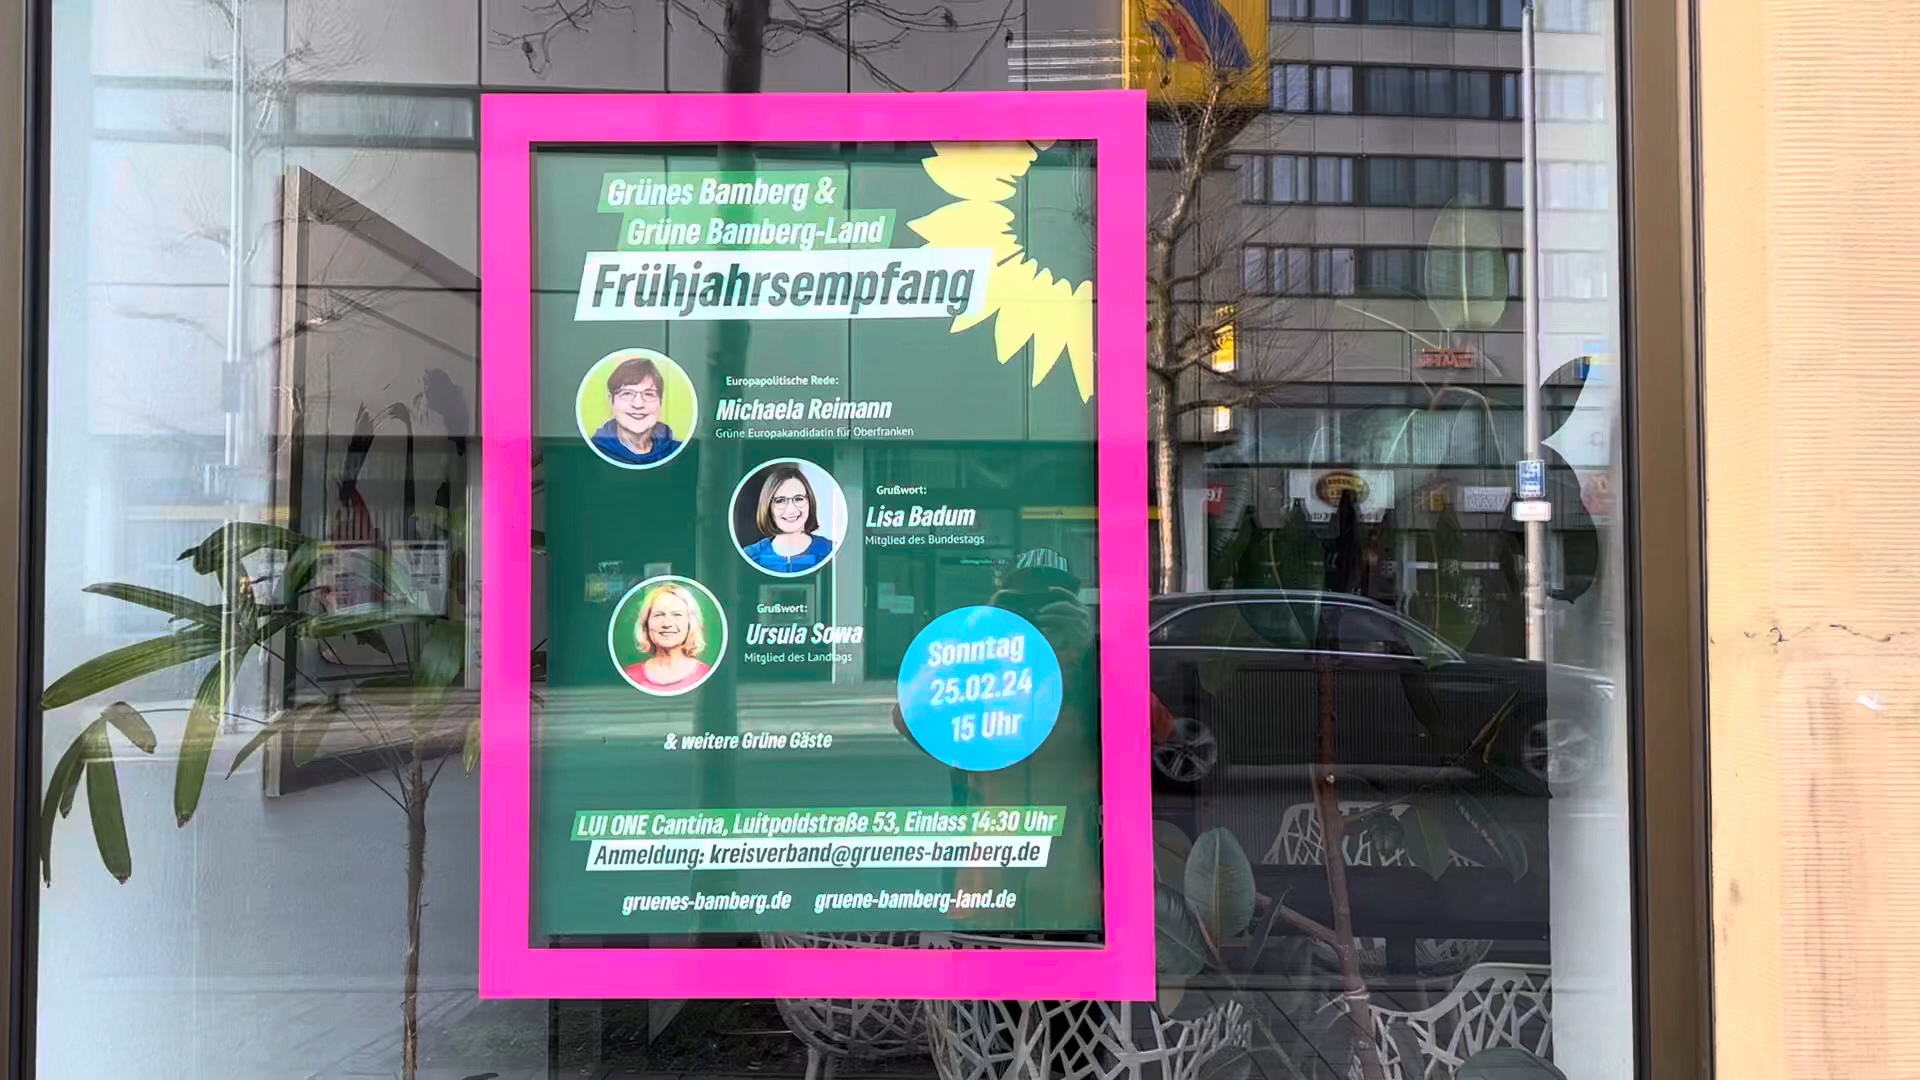 Grünes Bamberg &
Grüne Bamberg-Land
Frühjahrsempfang
Europapolitische Rede:
Michaela Reimann
Grüne Europakandidatin für Oberfranken
Grußwort:
Lisa Badum
Mitglied des Bundestags
Grußwort:
Ursula Sowa
Mitglied des Landtags
Sonntag
25.02.24
15 Uhr
& weitere Grüne Gäste
LUI ONE Cantina, Luitpoldstraße 53, Einlass 14:30 Uhr
Anmeldung: kreisverband@gruenes-bamberg.de
gruenes-bamberg.de gruene-bamberg-land.de